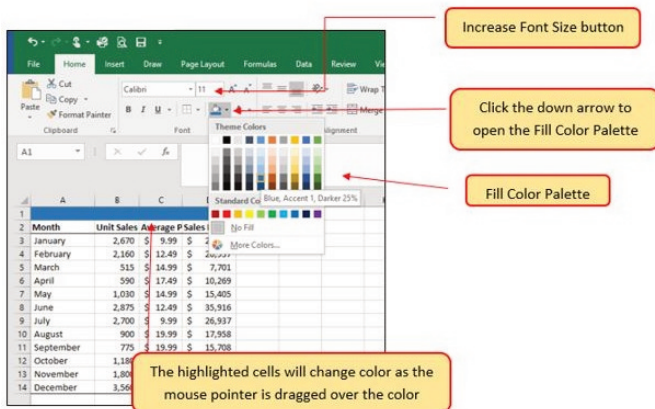 Increase Font Size button
File Home Insert Draw Page Layout Formulas Data Review
Cut
Calibri 11
Wrap
Copy
Paste
Format Painter
B I U
Merge
Click the down arrow to
open the Fill Color Palette
Clipboard Font Alignment
Theme Colors
A1 fx
Fill Color Palette
Blue, Accent 1, Darker 25%
Standard
A B C
No Fill
More Colors...
1
2 Month Unit Sales Average P Sales
3 January 2,670 $ 9.99 $
4 February 2,160 $ 12.49 $
5 March 515 $ 14.99 $ 7,701
6 April 590 $ 17.49 $ 10,269
7 May 1,030 $ 14.99 $ 15,405
8 June 2,875 $ 12.49 $ 35,916
9 July 2,700 $ 9.99 $ 26,937
10 August 900 $ 19.99 $ 17,958
11 September 775 $ 19.99 $ 15,708
12 October
13 November
14 December
The highlighted cells will change color as the
mouse pointer is dragged over the color